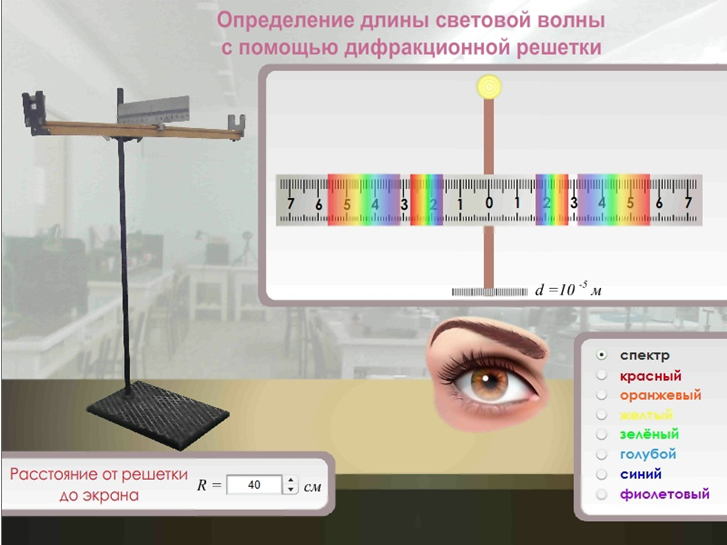 Определение длины световой волны
с помощью дифракционной решетки
7 6 5 4 3 2 1 0 1 2 3 4 5 6 7
d =10 -5 м
спектр
красный
оранжевый
желтый
зелёный
голубой
синий
фиолетовый
Расстояние от решетки
до экрана
R = 40 см